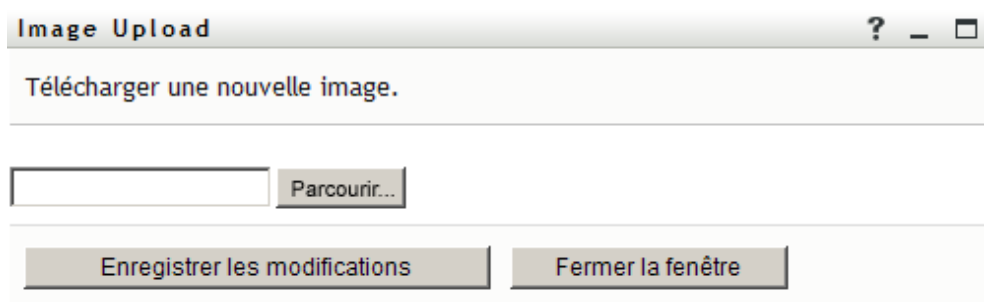 Image Upload ?
Télécharger une nouvelle image.
Parcourir...
Enregistrer les modifications Fermer la fenêtre